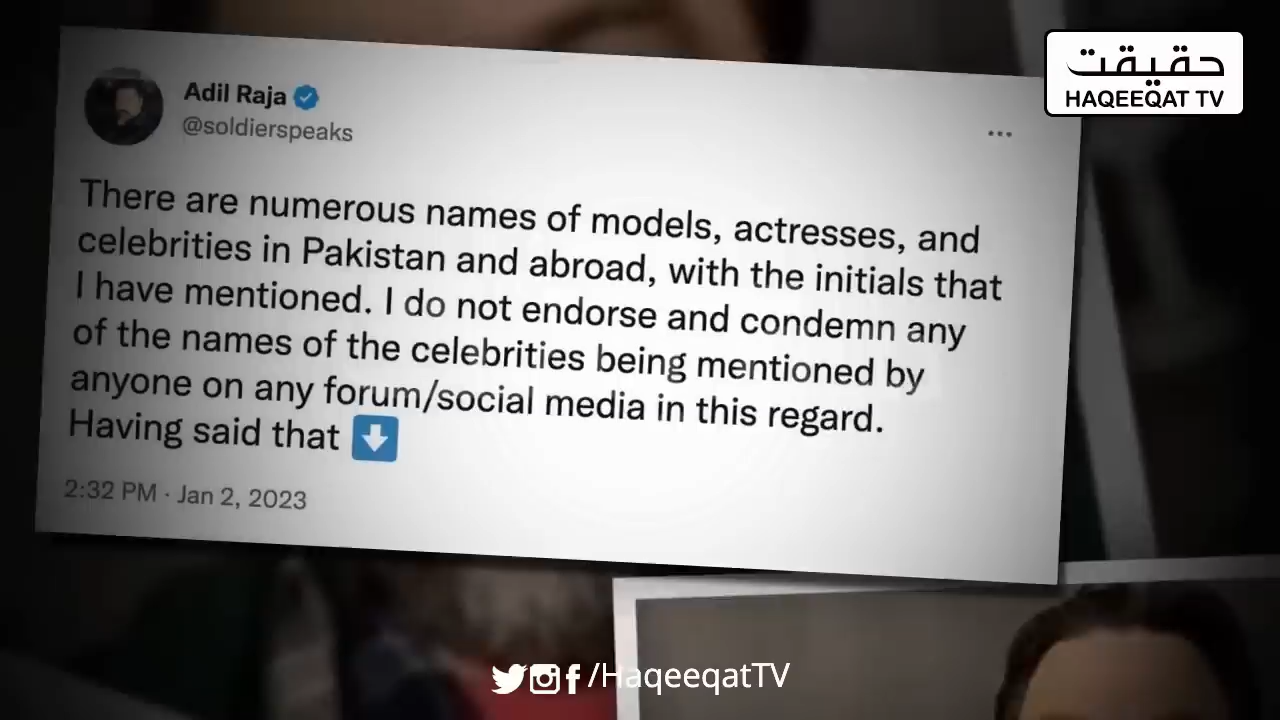 حقیقت
HAQEEQAT TV
Adil Raja
@soldierspeaks
There are numerous names of models, actresses, and
celebrities in Pakistan and abroad, with the initials that
I have mentioned. I do not endorse and condemn any
of the names of the celebrities being mentioned by
anyone on any forum/social media in this regard.
Having said that ⬇️
2:32 PM · Jan 2, 2023
/HaqeeqatTV